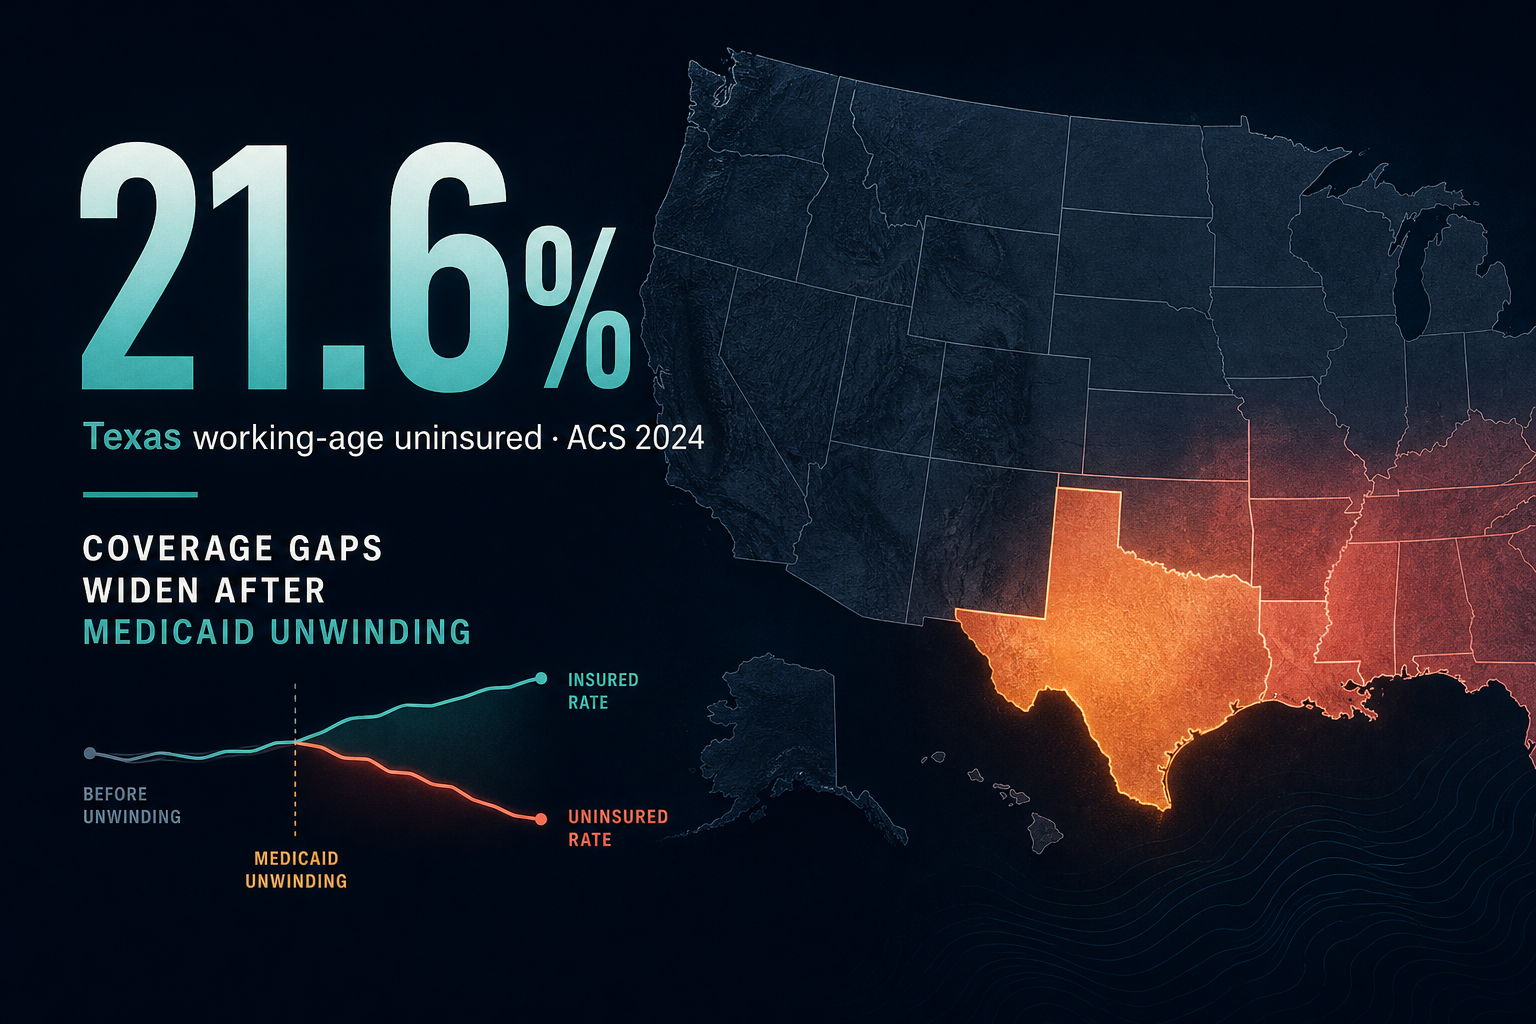 21.6%
Texas working-age uninsured · ACS 2024
COVERAGE GAPS
WIDEN AFTER
MEDICAID UNWINDING
INSURED
RATE
BEFORE
UNWINDING
UNINSURED
RATE
MEDICAID
UNWINDING